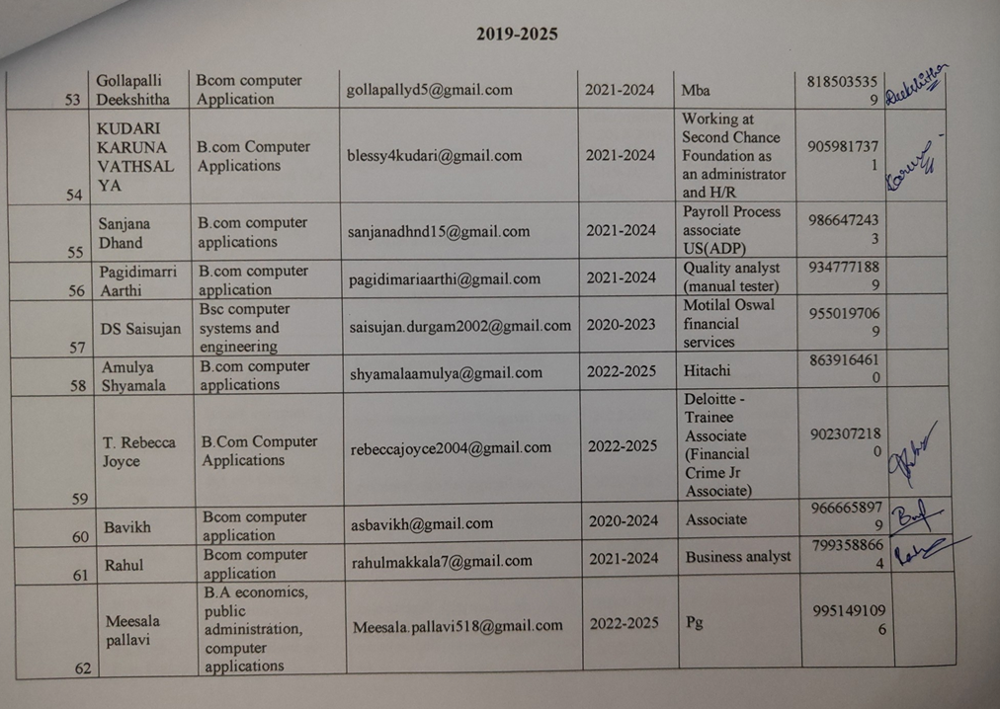 2019-2025
53 Gollapalli Deekshitha Bcom computer Application gollapallyd5@gmail.com 2021-2024 Mba 8185035359 Deekshitha
54 KUDARI KARUNA VATHSALYA B.com Computer Applications blessy4kudari@gmail.com 2021-2024 Working at Second Chance Foundation as an administrator and H/R 9059817371
55 Sanjana Dhand B.com computer applications sanjanadhnd15@gmail.com 2021-2024 Payroll Process associate US(ADP) 9866472433
56 Pagidimarri Aarthi B.com computer application pagidimariaarthi@gmail.com 2021-2024 Quality analyst (manual tester) 9347771889
57 DS Saisujan Bsc computer systems and engineering saisujan.durgam2002@gmail.com 2020-2023 Motilal Oswal financial services 9550197069
58 Amulya Shyamala B.com computer applications shyamalaamulya@gmail.com 2022-2025 Hitachi 8639164610
59 T. Rebecca Joyce B.Com Computer Applications rebeccajoyce2004@gmail.com 2022-2025 Deloitte - Trainee Associate (Financial Crime Jr Associate) 9023072180
60 Bavikh Bcom computer application asbavikh@gmail.com 2020-2024 Associate 9666658979
61 Rahul Bcom computer application rahulmakkala7@gmail.com 2021-2024 Business analyst 7993588664
62 Meesala pallavi B.A economics, public administration, computer applications Meesala.pallavi518@gmail.com 2022-2025 Pg 9951491096